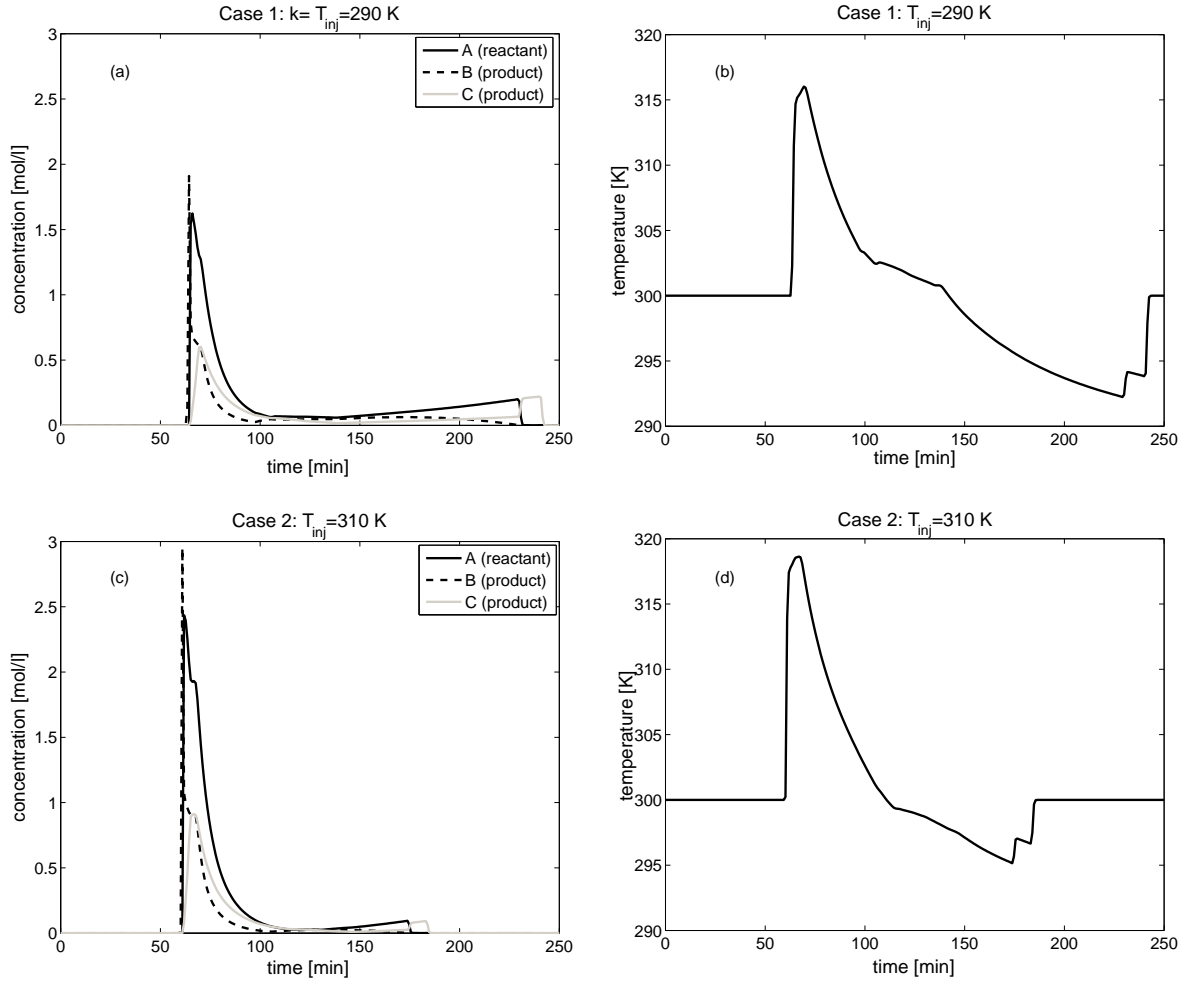 Case 1: k= T_inj=290 K
3
2.5
2
1.5
1
0.5
0
0 50 100 150 200 250
concentration [mol/l]
time [min]
(a)
A (reactant)
B (product)
C (product)
Case 1: T_inj=290 K
320
315
310
305
300
295
290
0 50 100 150 200 250
temperature [K]
time [min]
(b)
Case 2: T_inj=310 K
3
2.5
2
1.5
1
0.5
0
0 50 100 150 200 250
concentration [mol/l]
time [min]
(c)
A (reactant)
B (product)
C (product)
Case 2: T_inj=310 K
320
315
310
305
300
295
290
0 50 100 150 200 250
temperature [K]
time [min]
(d)